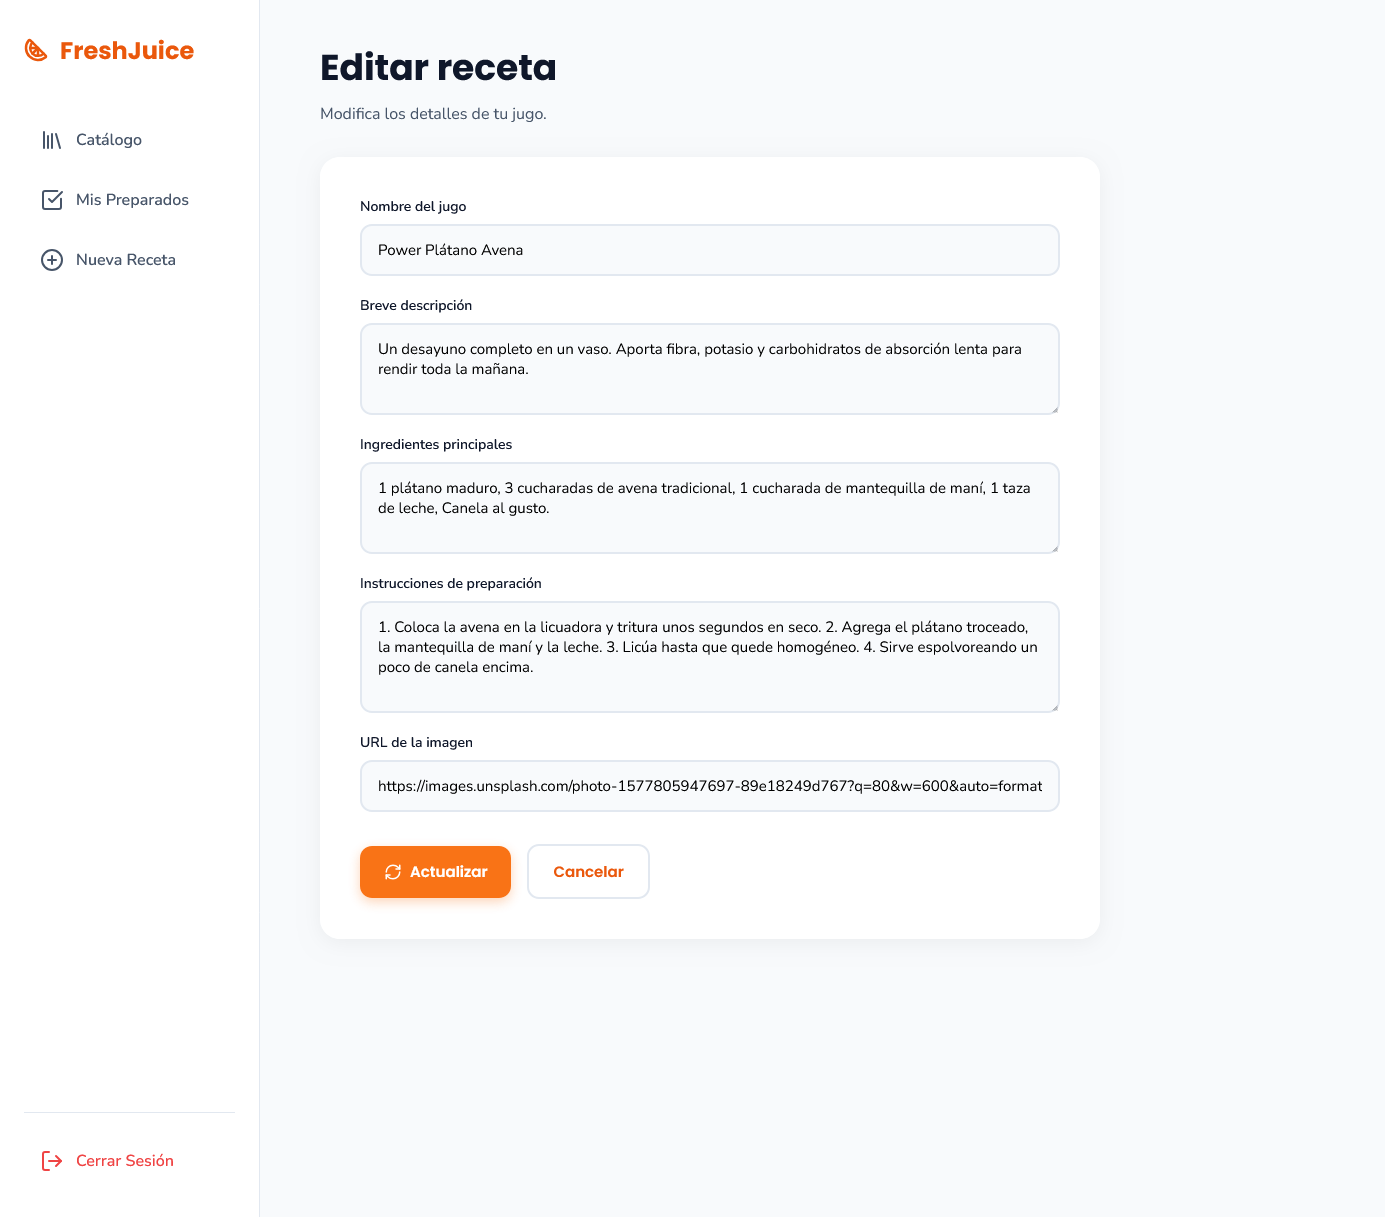 FreshJuice
Catálogo
Mis Preparados
Nueva Receta
Cerrar Sesión
Editar receta
Modifica los detalles de tu jugo.
Nombre del jugo
Power Plátano Avena
Breve descripción
Un desayuno completo en un vaso. Aporta fibra, potasio y carbohidratos de absorción lenta para
rendir toda la mañana.
Ingredientes principales
1 plátano maduro, 3 cucharadas de avena tradicional, 1 cucharada de mantequilla de maní, 1 taza
de leche, Canela al gusto.
Instrucciones de preparación
1. Coloca la avena en la licuadora y tritura unos segundos en seco. 2. Agrega el plátano troceado,
la mantequilla de maní y la leche. 3. Licúa hasta que quede homogéneo. 4. Sirve espolvoreando un
poco de canela encima.
URL de la imagen
https://images.unsplash.com/photo-1577805947697-89e18249d767?q=80&w=600&auto=format
Actualizar
Cancelar